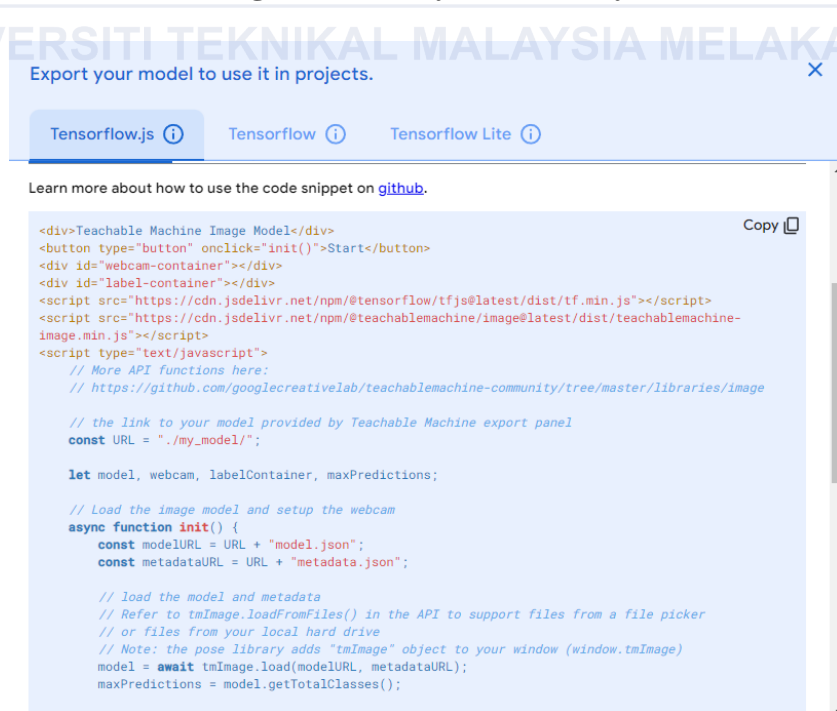 ERSITI TEKNIKAL MALAYSIA MELAKA
Export your model to use it in projects.
Tensorflow.js
Tensorflow
Tensorflow Lite
Learn more about how to use the code snippet on github.
Copy
<div>Teachable Machine Image Model</div>
<button type="button" onclick="init()">Start</button>
<div id="webcam-container"></div>
<div id="label-container"></div>
<script src="https://cdn.jsdelivr.net/npm/@tensorflow/tfjs@latest/dist/tf.min.js"></script>
<script src="https://cdn.jsdelivr.net/npm/@teachablemachine/image@latest/dist/teachablemachine-
image.min.js"></script>
<script type="text/javascript">
// More API functions here:
// https://github.com/googlecreativelab/teachablemachine-community/tree/master/libraries/image
// the link to your model provided by Teachable Machine export panel
const URL = "./my_model/";
let model, webcam, labelContainer, maxPredictions;
// Load the image model and setup the webcam
async function init() {
const modelURL = URL + "model.json";
const metadataURL = URL + "metadata.json";
// load the model and metadata
// Refer to tmImage.loadFromFiles() in the API to support files from a file picker
// or files from your local hard drive
// Note: the pose library adds "tmImage" object to your window (window.tmImage)
model = await tmImage.load(modelURL, metadataURL);
maxPredictions = model.getTotalClasses();